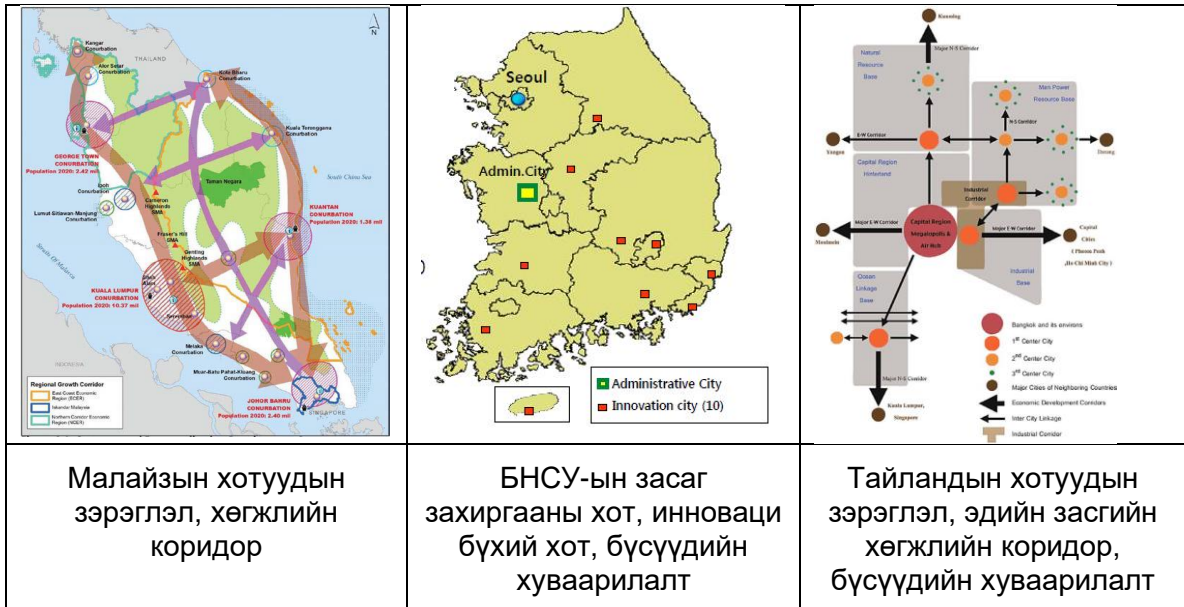 N
Kangar
Conurbation
THAILAND
Alor Setar
Conurbation
Kota Bharu
Conurbation
Kuala Terengganu
Conurbation
GEORGE TOWN
CONURBATION
Population 2020: 2.42 mil
South China Sea
Taman Negara
Ipoh
Conurbation
Cameron
Highlands
SMA
Lumut Sitiawan Manjung
Conurbation
KUANTAN
CONURBATION
Population 2020: 1.38 mil
Fraser's Hill
SMA
Genting
Highlands
SMA
Straits Of Malacca
Shah
Alam
KUALA LUMPUR
CONURBATION
Population 2020: 10.37 mil
Seremban
Melaka
Conurbation
INDONESIA
Muar-Batu Pahat-Kluang
Conurbation
Regional Growth Corridor
East Coast Economic
Region (ECER)
Iskandar Malaysia
Northern Corridor Economic
Region (NCER)
JOHOR BAHRU
CONURBATION
Population 2020: 2.40 mil
SINGAPORE
Seoul
Admin.City
Administrative City
Innovation city (10)
Kunming
Major N-S Corridor
Natural
Resource
Base
Man Power
Resource Base
N-S Corridor
E-W Corridor
Yangon
Danang
Capital Region
Hinterland
Industrial
Corridor
Capital Region
Megalopolis &
Air Hub
Major E-W Corridor
Major E-W Corridor
Moulmein
Capital
Cities
( Phnom Penh
,Ho Chi Minh City )
Ocean
Linkage
Base
Industrial
Base
Major N-S Corridor
Kuala Lumpur,
Singapore
Bangkok and its environs
1st Center City
2nd Center City
3rd Center City
Major Cities of Neighboring Countries
Economic Development Corridors
Inter City Linkage
Industrial Corridor
Малайзын хотуудын
зэрэглэл, хөгжлийн
коридор
БНСУ-ын засаг
захиргааны хот, инноваци
бүхий хот, бүсүүдийн
хуваарилалт
Тайландын хотуудын
зэрэглэл, эдийн засгийн
хөгжлийн коридор,
бүсүүдийн хуваарилалт